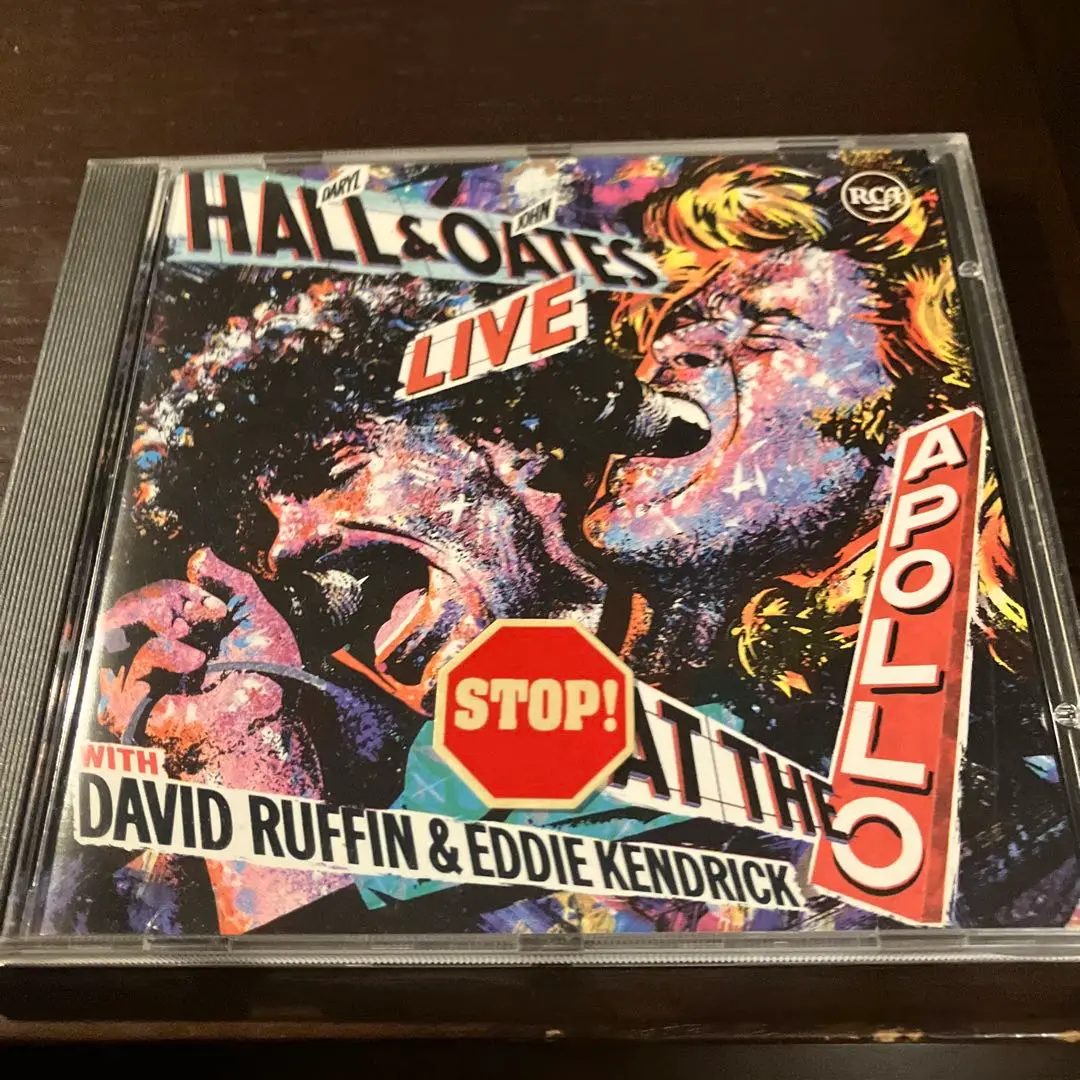 DARYL
HALL & OATES
JOHN
LIVE
RCA
APOLLO
STOP!
AT THE
WITH
DAVID RUFFIN & EDDIE KENDRICK